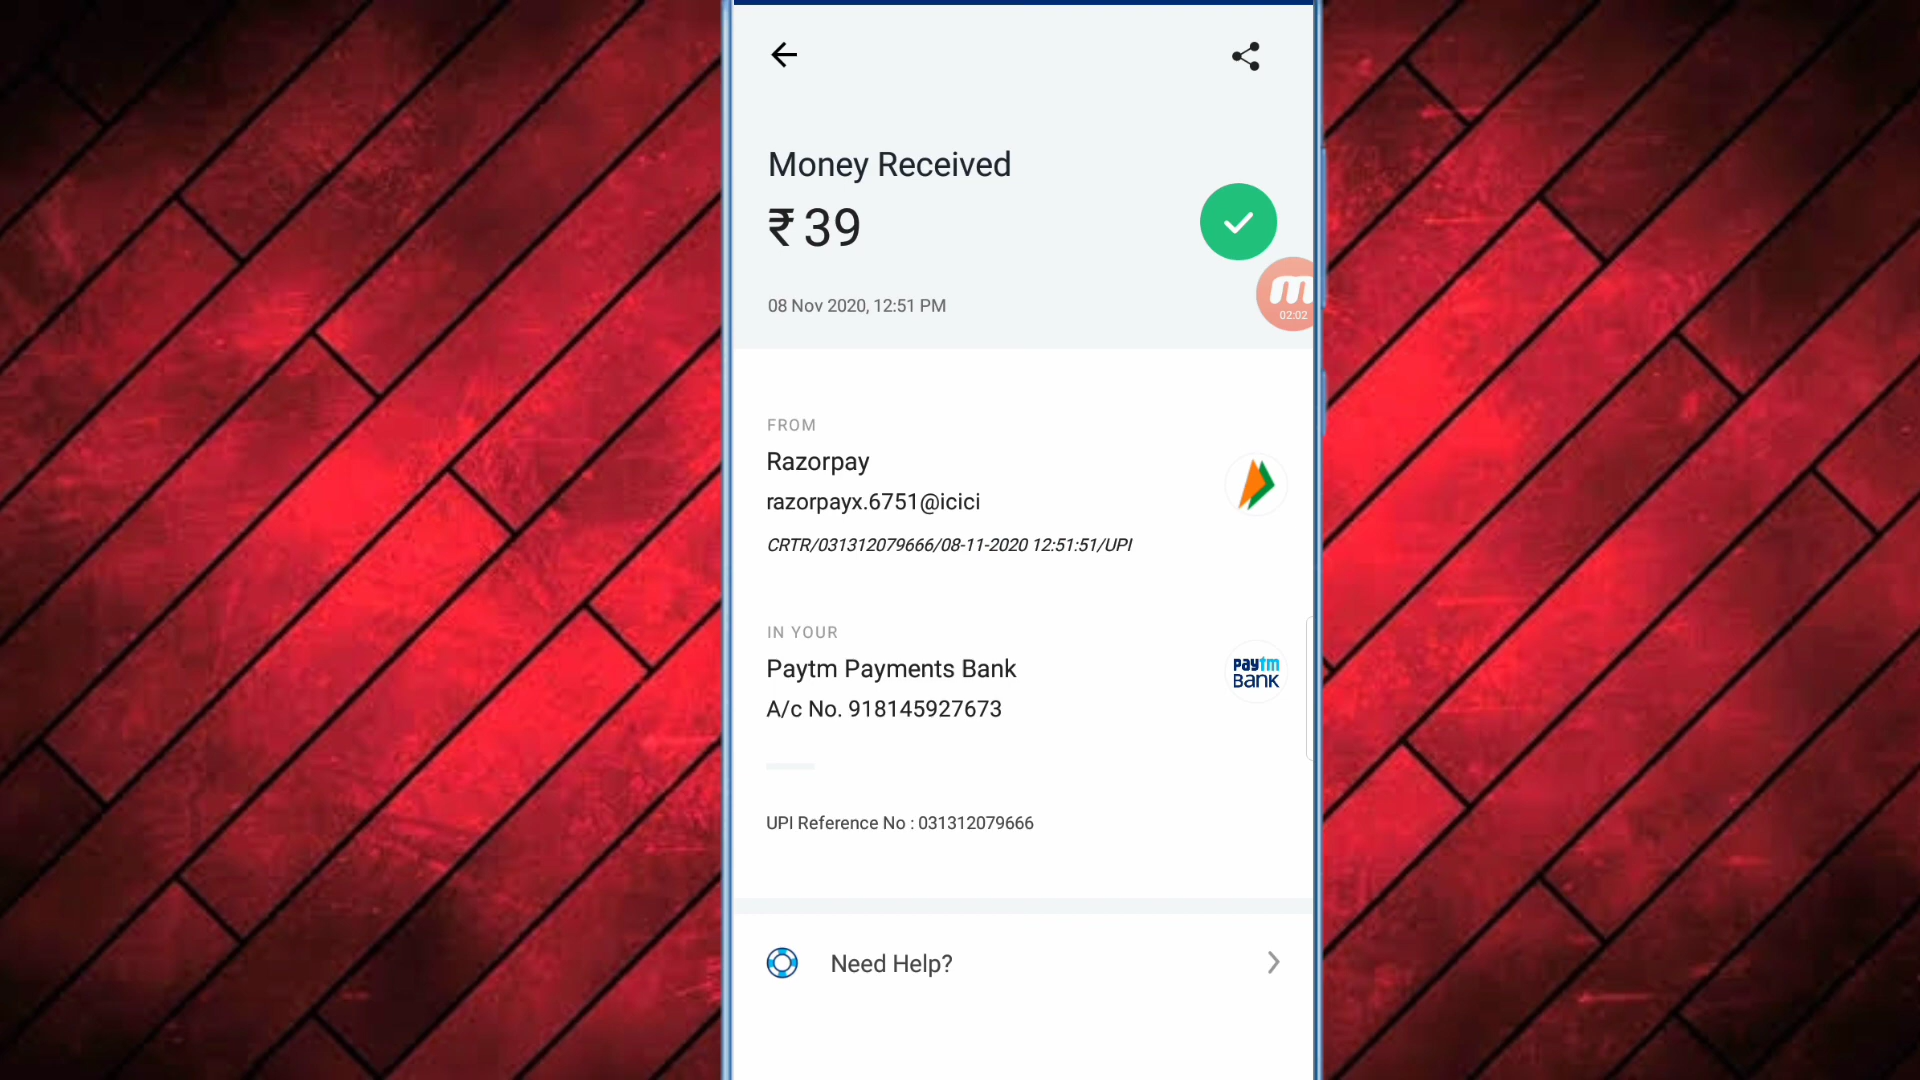 Money Received
₹39
08 Nov 2020, 12:51 PM
m
02:02
FROM
Razorpay
razorpayx.6751@icici
CRTR/031312079666/08-11-2020 12:51:51/UPI
IN YOUR
Paytm Payments Bank
paytm
BANK
A/c No. 918145927673
UPI Reference No : 031312079666
Need Help?